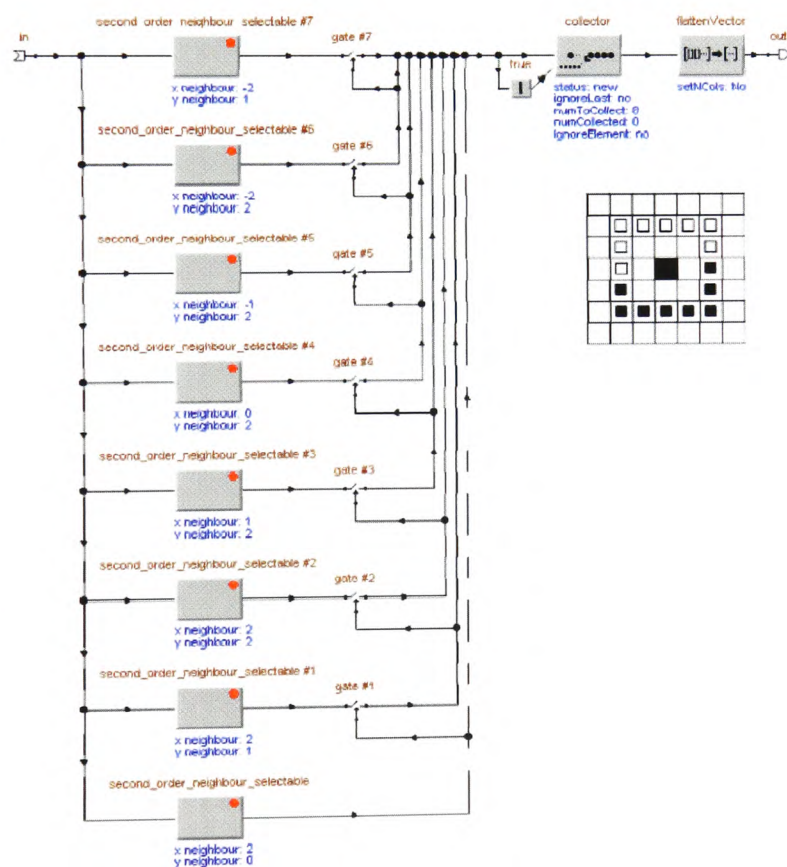 second_order_neighbour_selectable #7
collector
flattenVector
in
gate #7
true
out
x neighbour: -2
y neighbour: 1
status: new
ignoreLast: no
numToCollect: 8
numCollected: 0
ignoreElement: no
setNCols: No
second_order_neighbour_selectable #6
gate #6
x neighbour: -2
y neighbour: 2
second_order_neighbour_selectable #5
gate #5
x neighbour: -1
y neighbour: 2
second_order_neighbour_selectable #4
gate #4
x neighbour: 0
y neighbour: 2
second_order_neighbour_selectable #3
gate #3
x neighbour: 1
y neighbour: 2
second_order_neighbour_selectable #2
gate #2
x neighbour: 2
y neighbour: 2
second_order_neighbour_selectable #1
gate #1
x neighbour: 2
y neighbour: 1
second_order_neighbour_selectable
x neighbour: 2
y neighbour: 0